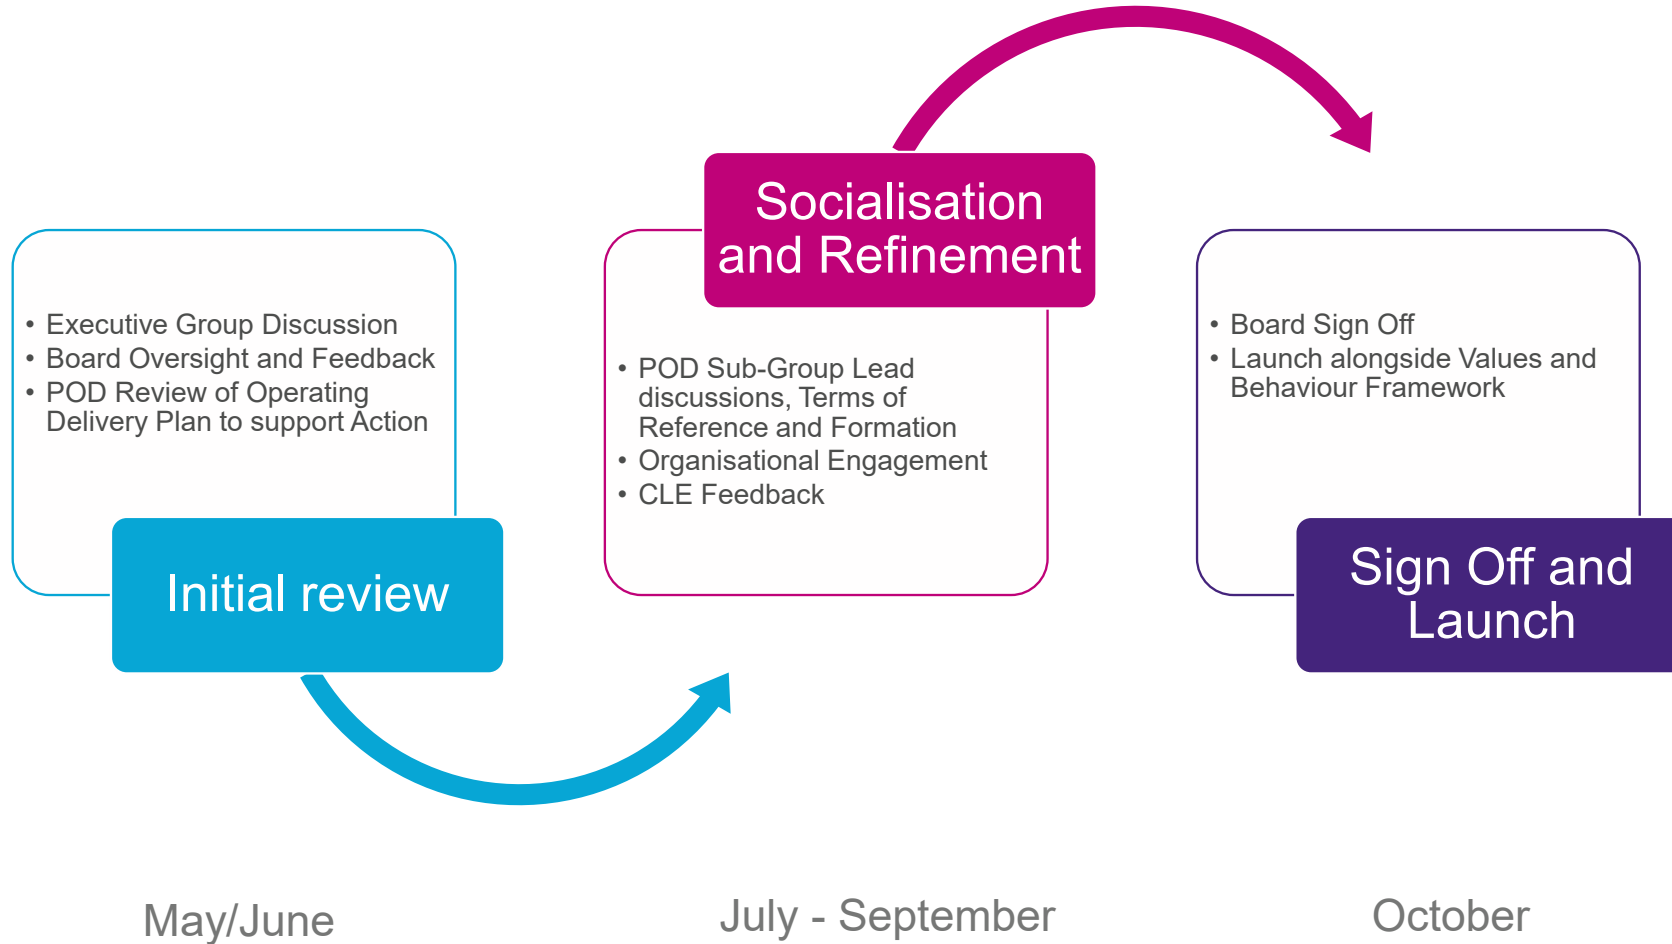 • Executive Group Discussion
• Board Oversight and Feedback
• POD Review of Operating
Delivery Plan to support Action
Initial review
Socialisation
and Refinement
• POD Sub-Group Lead
discussions, Terms of
Reference and Formation
• Organisational Engagement
• CLE Feedback
• Board Sign Off
• Launch alongside Values and
Behaviour Framework
Sign Off and
Launch
May/June
July - September
October